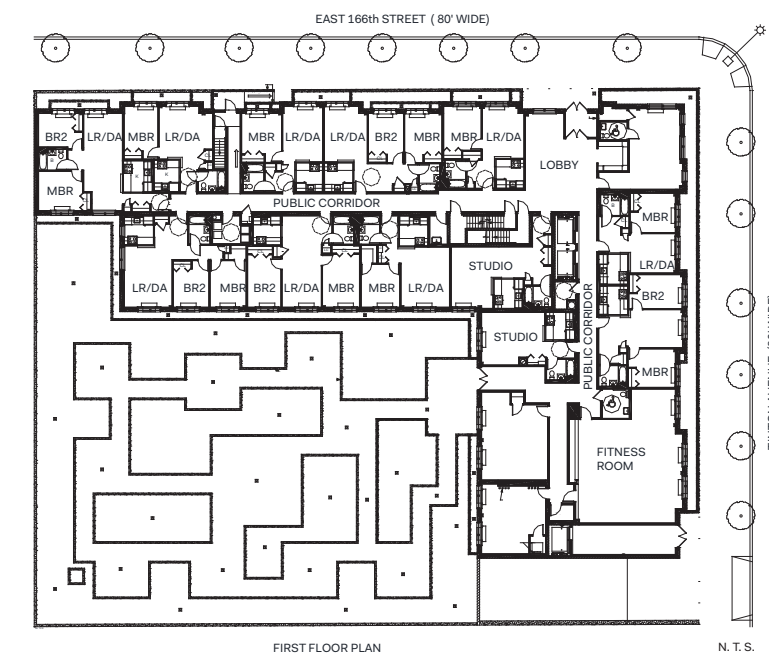 EAST 166th STREET ( 80' WIDE)
BR2 LR/DA MBR LR/DA MBR LR/DA LR/DA BR2 MBR MBR LR/DA
LOBBY
MBR
PUBLIC CORRIDOR
MBR
STUDIO
LR/DA
LR/DA BR2 MBR BR2 LR/DA MBR MBR LR/DA
BR2
PUBLIC CORRIDOR
STUDIO
MBR
FITNESS
ROOM
FIRST FLOOR PLAN
N. T. S.